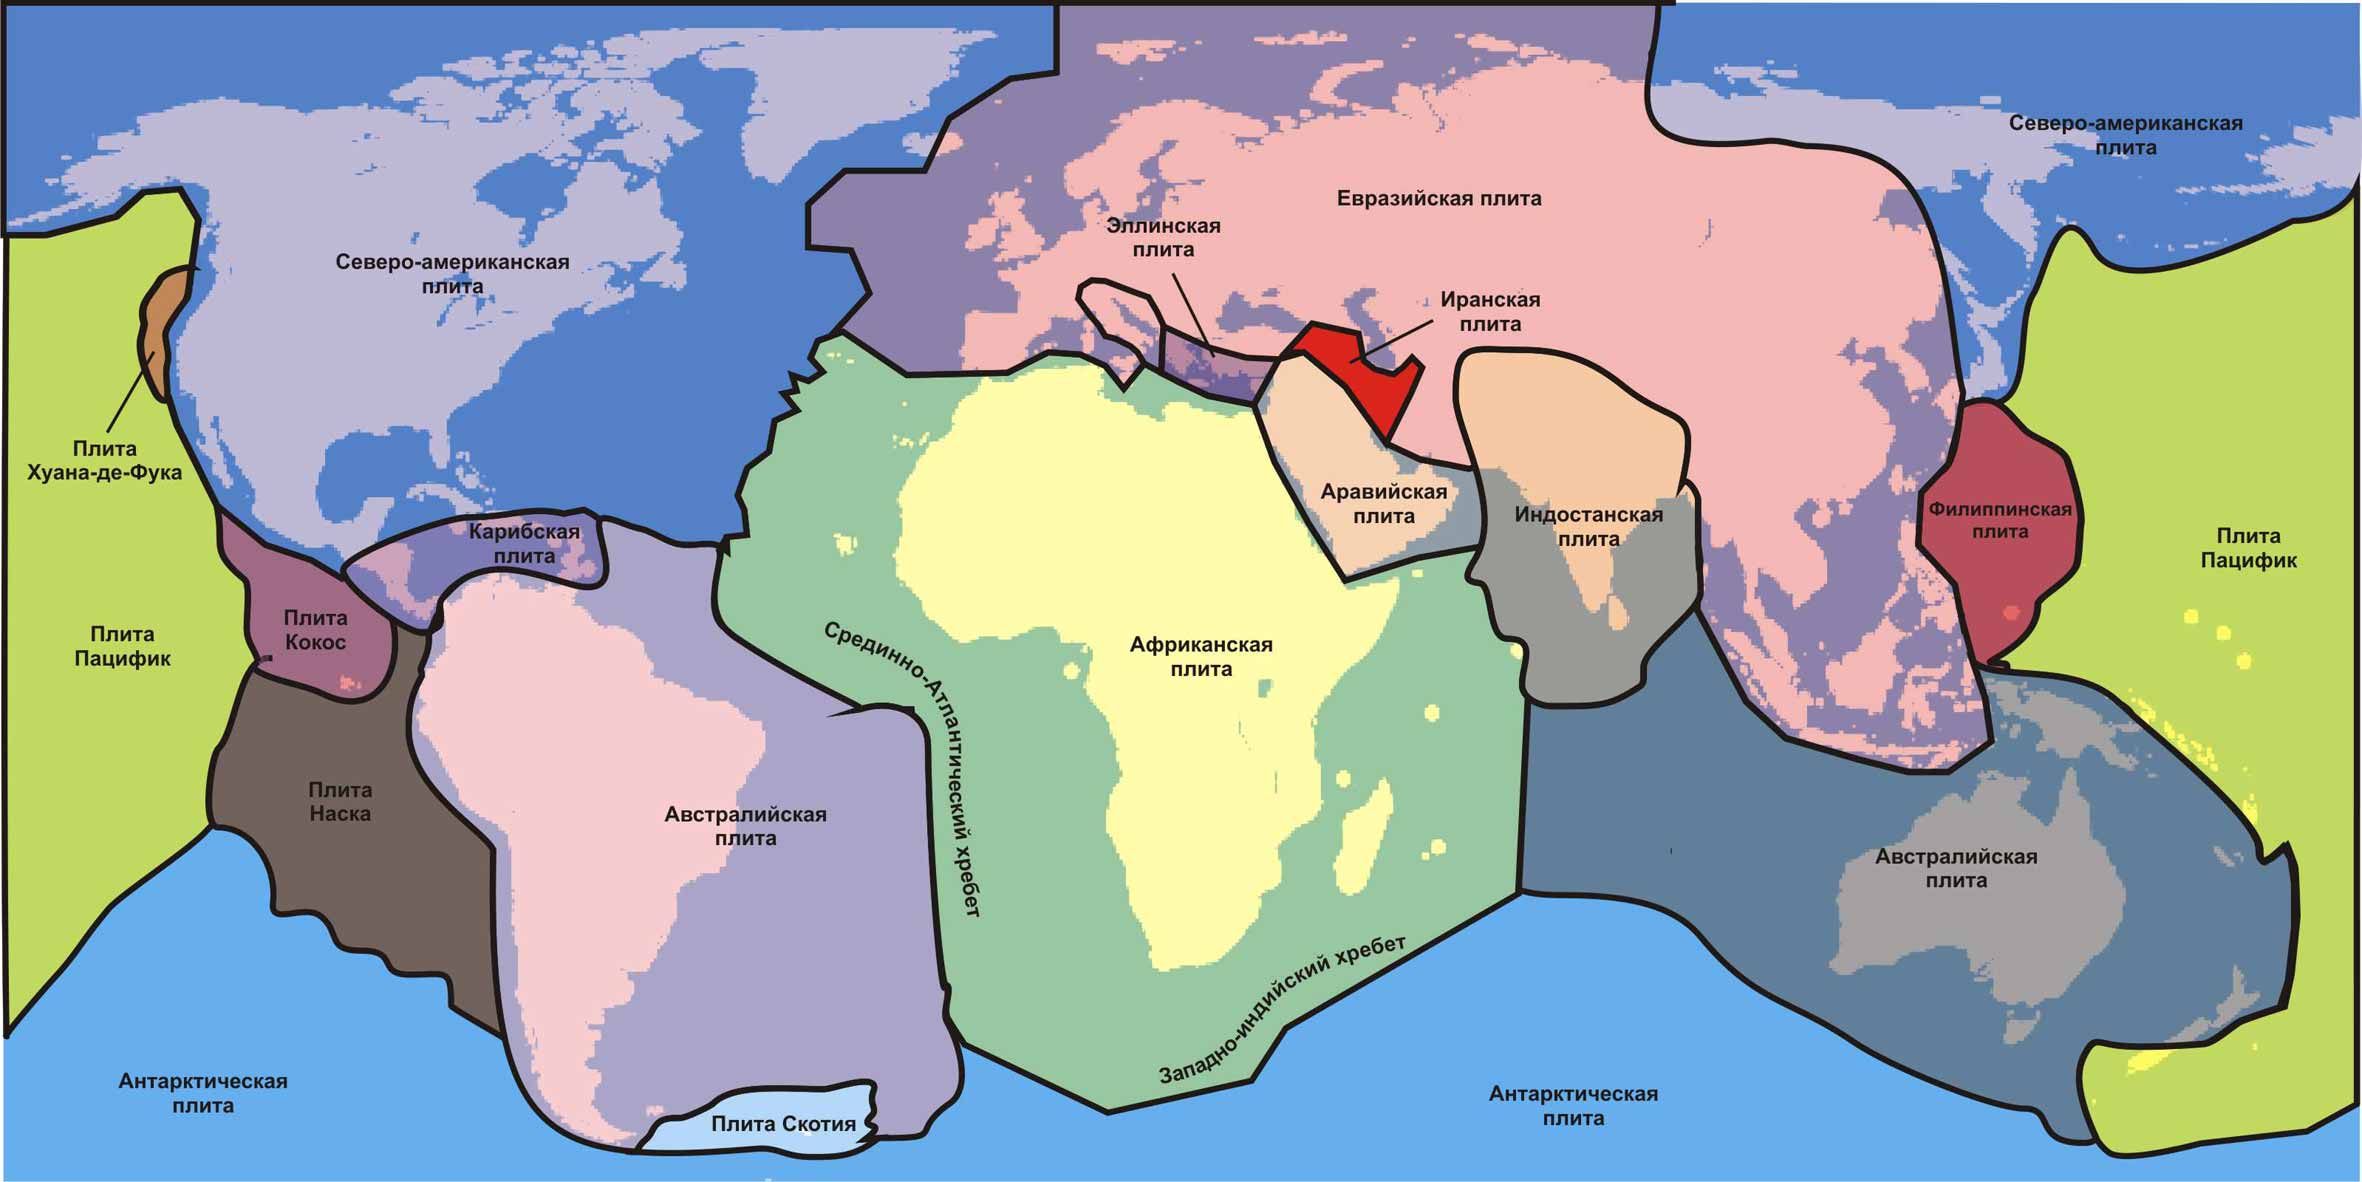 Северо-американская
плита
Евразийская плита
Эллинская
плита
Северо-американская
плита
Иранская
плита
Плита
Хуана-де-Фука
Аравийская
плита
Индостанская
плита
Филиппинская
плита
Карибская
плита
Плита
Пацифик
Плита
Кокос
Плита
Пацифик
Срединно-Атлантический хребет
Африканская
плита
Плита
Наска
Австралийская
плита
Австралийская
плита
Западно-индийский хребет
Антарктическая
плита
Плита Скотия
Антарктическая
плита